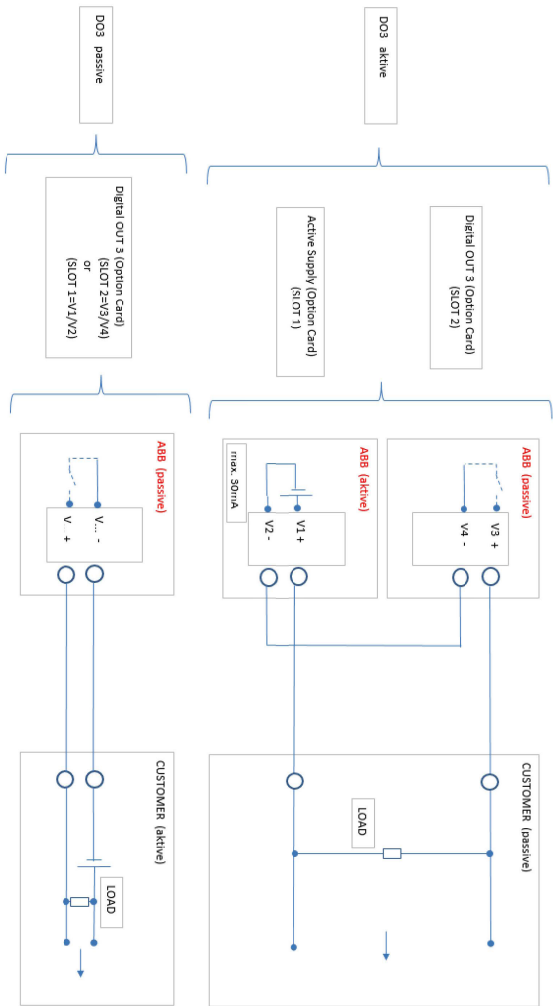 DO3 aktive
Digital OUT 3 (Option Card)
(SLOT 2)
Active Supply (Option Card)
(SLOT 1)
ABB (passive)
V3 +
V4 -
ABB (aktive)
V1 +
V2 -
max. 30mA
CUSTOMER (passive)
LOAD
DO3 passive
Digital OUT 3 (Option Card)
(SLOT 2=V3/V4)
or
(SLOT 1=V1/V2)
ABB (passive)
V... -
V... +
CUSTOMER (aktive)
LOAD